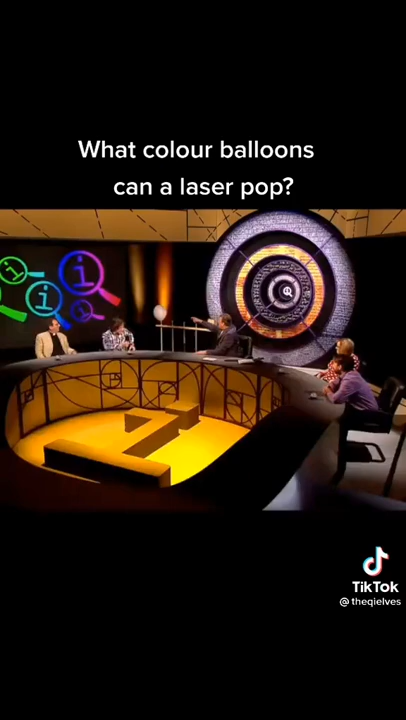 What colour balloons
can a laser pop?
TikTok
@ theqielves